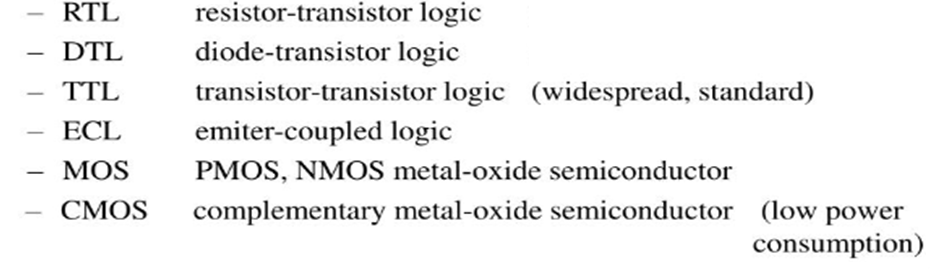 – RTL resistor-transistor logic
– DTL diode-transistor logic
– TTL transistor-transistor logic (widespread, standard)
– ECL emiter-coupled logic
– MOS PMOS, NMOS metal-oxide semiconductor
– CMOS complementary metal-oxide semiconductor (low power
consumption)